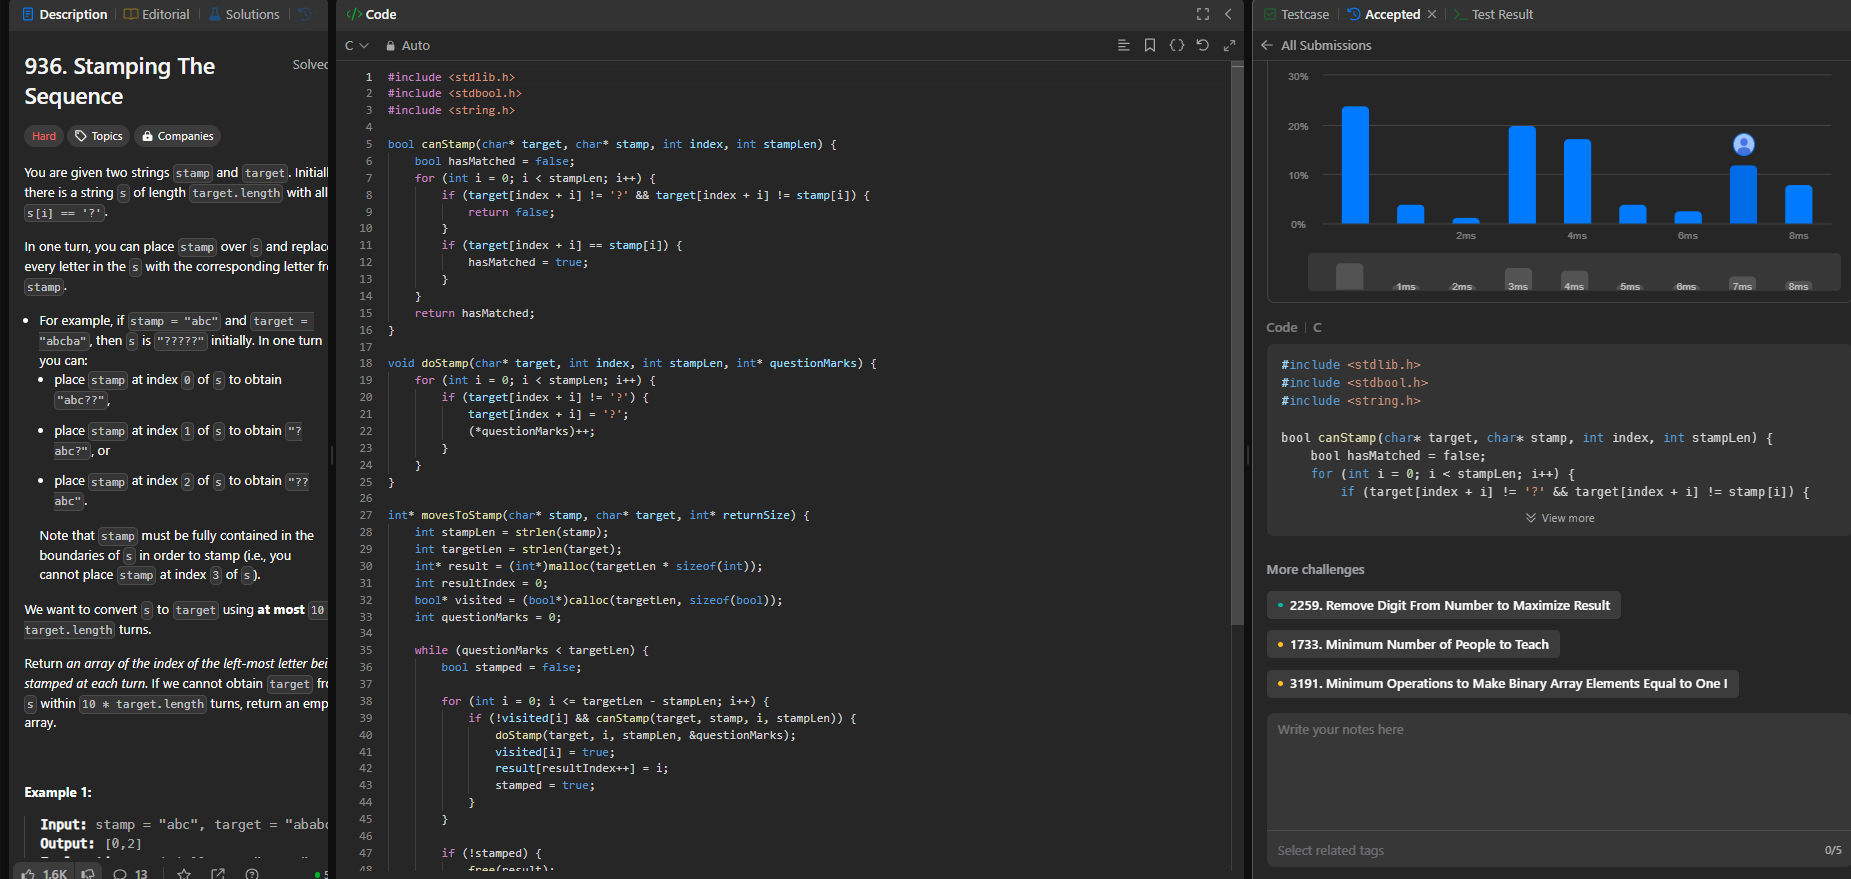 Description
Editorial
Solutions
936. Stamping The
Sequence
Solved
Hard
Topics
Companies
You are given two strings stamp and target. Initiall
there is a string s of length target.length with all
s[i] == '?'.
In one turn, you can place stamp over s and replace
every letter in the s with the corresponding letter fr
stamp.
For example, if stamp = "abc" and target =
"abcba", then s is "?????" initially. In one turn
you can:
place stamp at index 0 of s to obtain
"abc??",
place stamp at index 1 of s to obtain "?
abc?", or
place stamp at index 2 of s to obtain "??
abc".
Note that stamp must be fully contained in the
boundaries of s in order to stamp (i.e., you
cannot place stamp at index 3 of s).
We want to convert s to target using at most 10
target.length turns.
Return an array of the index of the left-most letter bei
stamped at each turn. If we cannot obtain target fr
s within 10 * target.length turns, return an emp
array.
Example 1:
Input: stamp = "abc", target = "ababc
Output: [0,2]
1.6K
13
5
Code
C
Auto
1 #include <stdlib.h>
2 #include <stdbool.h>
3 #include <string.h>
4
5 bool canStamp(char* target, char* stamp, int index, int stampLen) {
6 bool hasMatched = false;
7 for (int i = 0; i < stampLen; i++) {
8 if (target[index + i] != '?' && target[index + i] != stamp[i]) {
9 return false;
10 }
11 if (target[index + i] == stamp[i]) {
12 hasMatched = true;
13 }
14 }
15 return hasMatched;
16 }
17
18 void doStamp(char* target, int index, int stampLen, int* questionMarks) {
19 for (int i = 0; i < stampLen; i++) {
20 if (target[index + i] != '?') {
21 target[index + i] = '?';
22 (*questionMarks)++;
23 }
24 }
25 }
26
27 int* movesToStamp(char* stamp, char* target, int* returnSize) {
28 int stampLen = strlen(stamp);
29 int targetLen = strlen(target);
30 int* result = (int*)malloc(targetLen * sizeof(int));
31 int resultIndex = 0;
32 bool* visited = (bool*)calloc(targetLen, sizeof(bool));
33 int questionMarks = 0;
34
35 while (questionMarks < targetLen) {
36 bool stamped = false;
37
38 for (int i = 0; i <= targetLen - stampLen; i++) {
39 if (!visited[i] && canStamp(target, stamp, i, stampLen)) {
40 doStamp(target, i, stampLen, &questionMarks);
41 visited[i] = true;
42 result[resultIndex++] = i;
43 stamped = true;
44 }
45 }
46
47 if (!stamped) {
48 free(result);
Testcase
Accepted
Test Result
All Submissions
30%
20%
10%
0%
2ms 4ms 6ms 8ms
1ms 2ms 3ms 4ms 5ms 6ms 7ms 8ms
Code C
#include <stdlib.h>
#include <stdbool.h>
#include <string.h>
bool canStamp(char* target, char* stamp, int index, int stampLen) {
bool hasMatched = false;
for (int i = 0; i < stampLen; i++) {
if (target[index + i] != '?' && target[index + i] != stamp[i]) {
View more
More challenges
2259. Remove Digit From Number to Maximize Result
1733. Minimum Number of People to Teach
3191. Minimum Operations to Make Binary Array Elements Equal to One I
Write your notes here
Select related tags
0/5